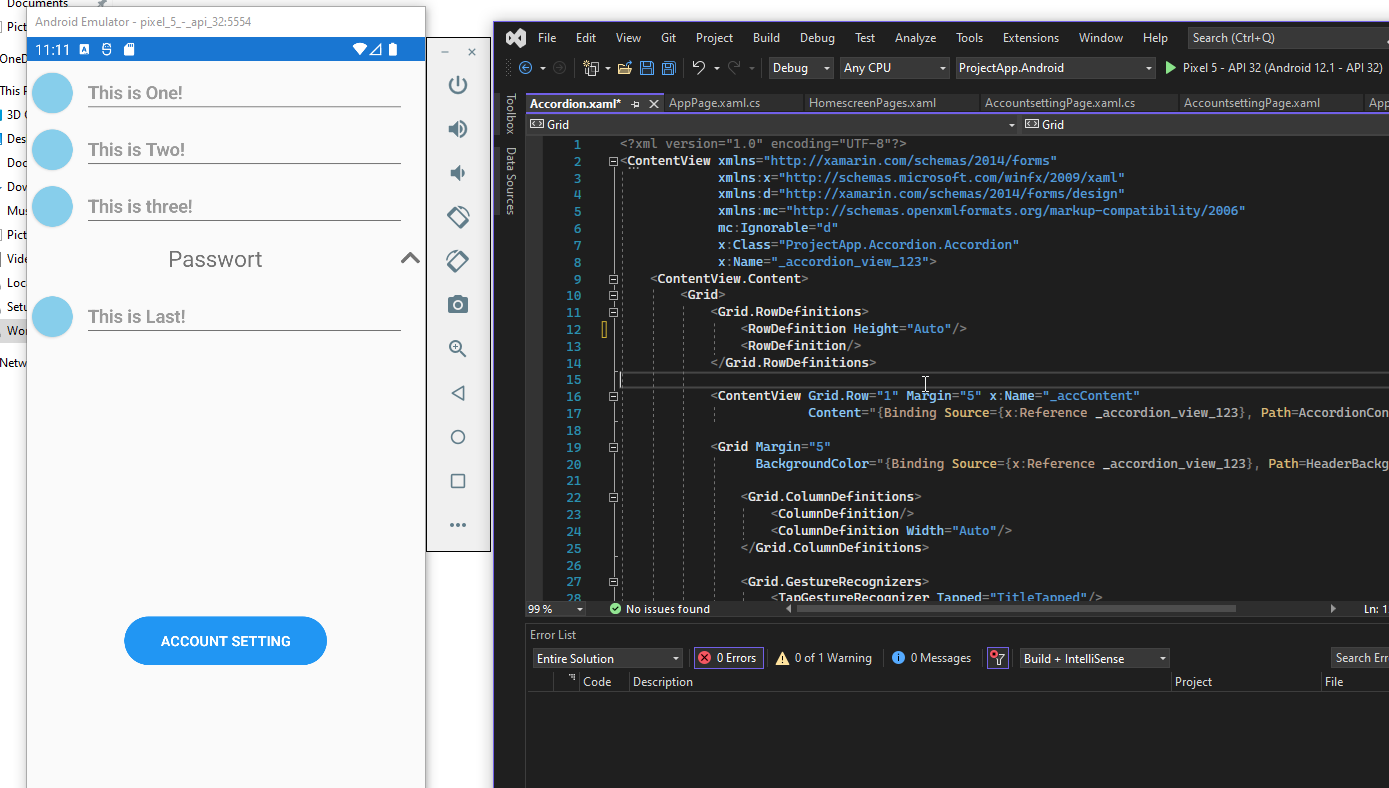 Documents
Pict
OneD
This P
3D C
Des
Doc
Dow
Mus
Pict
Vide
Loc
Setu
Wor
Netw
Android Emulator - pixel_5_-_api_32:5554
11:11
This is One!
This is Two!
This is three!
Passwort
This is Last!
ACCOUNT SETTING
File Edit View Git Project Build Debug Test Analyze Tools Extensions Window Help Search (Ctrl+Q)
Debug Any CPU ProjectApp.Android Pixel 5 - API 32 (Android 12.1 - API 32)
Toolbox
Data Sources
Accordion.xaml* AppPage.xaml.cs HomescreenPages.xaml AccountsettingPage.xaml.cs AccountsettingPage.xaml App
Grid Grid
1 <?xml version="1.0" encoding="UTF-8"?>
2 <ContentView xmlns="http://xamarin.com/schemas/2014/forms"
3 xmlns:x="http://schemas.microsoft.com/winfx/2009/xaml"
4 xmlns:d="http://xamarin.com/schemas/2014/forms/design"
5 xmlns:mc="http://schemas.openxmlformats.org/markup-compatibility/2006"
6 mc:Ignorable="d"
7 x:Class="ProjectApp.Accordion.Accordion"
8 x:Name="_accordion_view_123">
9 <ContentView.Content>
10 <Grid>
11 <Grid.RowDefinitions>
12 <RowDefinition Height="Auto"/>
13 <RowDefinition/>
14 </Grid.RowDefinitions>
15
16 <ContentView Grid.Row="1" Margin="5" x:Name="_accContent"
17 Content="{Binding Source={x:Reference _accordion_view_123}, Path=AccordionCon
18
19 <Grid Margin="5"
20 BackgroundColor="{Binding Source={x:Reference _accordion_view_123}, Path=HeaderBackg
21
22 <Grid.ColumnDefinitions>
23 <ColumnDefinition/>
24 <ColumnDefinition Width="Auto"/>
25 </Grid.ColumnDefinitions>
26
27 <Grid.GestureRecognizers>
28 <TapGestureRecognizer Tapped="TitleTapped"/>
99 % No issues found Ln: 1
Error List
Entire Solution 0 Errors 0 of 1 Warning 0 Messages Build + IntelliSense Search Err
Code Description Project File